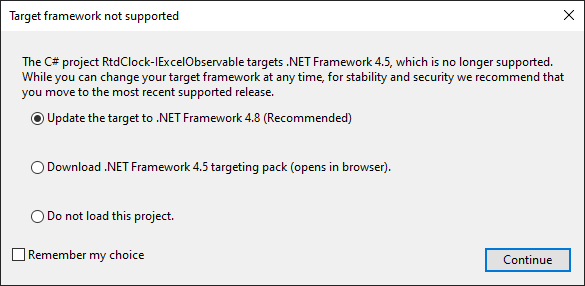 Target framework not supported
The C# project RtdClock-IExcelObservable targets .NET Framework 4.5, which is no longer supported.
While you can change your target framework at any time, for stability and security we recommend that
you move to the most recent supported release.
Update the target to .NET Framework 4.8 (Recommended)
Download .NET Framework 4.5 targeting pack (opens in browser).
Do not load this project.
Remember my choice
Continue